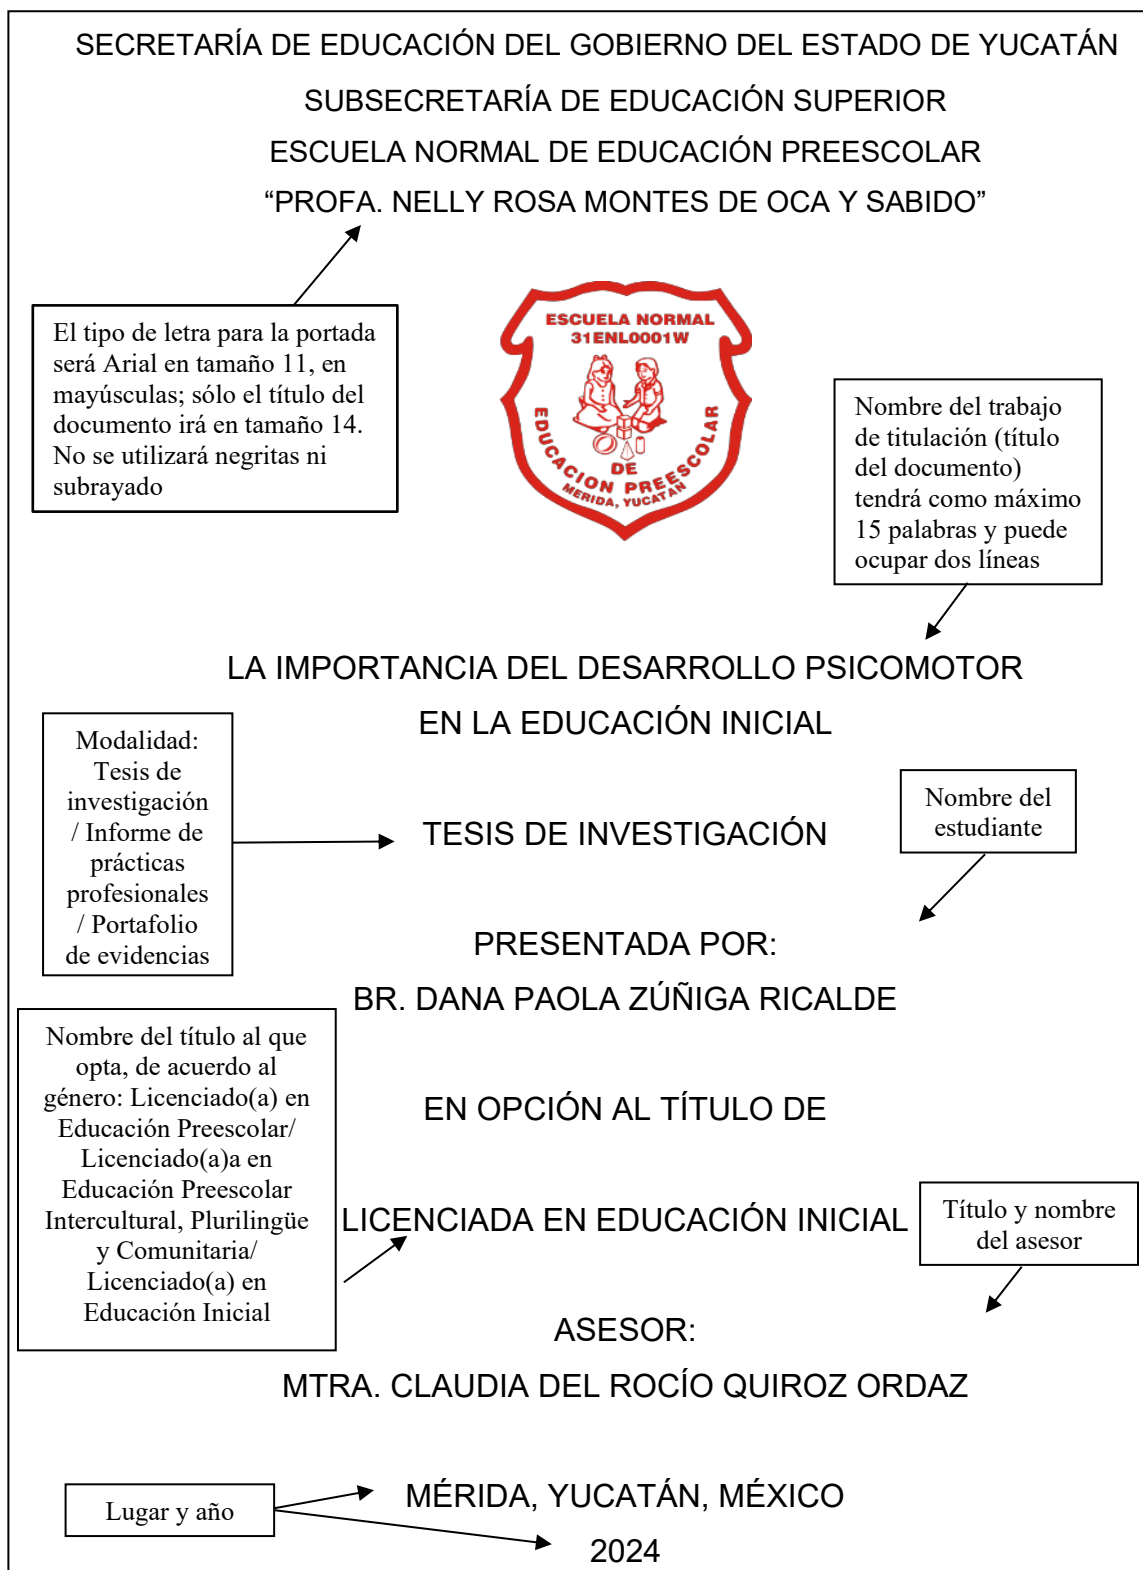 SECRETARÍA DE EDUCACIÓN DEL GOBIERNO DEL ESTADO DE YUCATÁN
SUBSECRETARÍA DE EDUCACIÓN SUPERIOR
ESCUELA NORMAL DE EDUCACIÓN PREESCOLAR
“PROFA. NELLY ROSA MONTES DE OCA Y SABIDO”
El tipo de letra para la portada
será Arial en tamaño 11, en
mayúsculas; sólo el título del
documento irá en tamaño 14.
No se utilizará negritas ni
subrayado
ESCUELA NORMAL
31ENL0001W
DE
EDUCACION PREESCOLAR
MERIDA, YUCATAN
Nombre del trabajo
de titulación (título
del documento)
tendrá como máximo
15 palabras y puede
ocupar dos líneas
LA IMPORTANCIA DEL DESARROLLO PSICOMOTOR
EN LA EDUCACIÓN INICIAL
Modalidad:
Tesis de
investigación
/ Informe de
prácticas
profesionales
/ Portafolio
de evidencias
TESIS DE INVESTIGACIÓN
Nombre del
estudiante
PRESENTADA POR:
BR. DANA PAOLA ZÚÑIGA RICALDE
Nombre del título al que
opta, de acuerdo al
género: Licenciado(a) en
Educación Preescolar/
Licenciado(a)a en
Educación Preescolar
Intercultural, Plurilingüe
y Comunitaria/
Licenciado(a) en
Educación Inicial
EN OPCIÓN AL TÍTULO DE
LICENCIADA EN EDUCACIÓN INICIAL
Título y nombre
del asesor
ASESOR:
MTRA. CLAUDIA DEL ROCÍO QUIROZ ORDAZ
Lugar y año
MÉRIDA, YUCATÁN, MÉXICO
2024